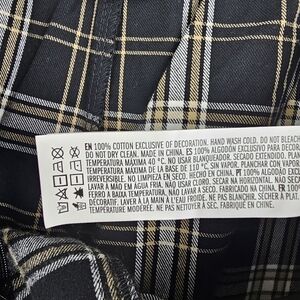 EN 100% COTTON EXCLUSIVE OF DECORATION. HAND WASH COLD. DO NOT BLEACH
DO NOT DRY CLEAN. MADE IN CHINA. ES 100% ALGODÓN EXCLUSIVO PARA DECOR
TEMPERATURA MÁXIMA 40 °C. NO USAR BLANQUEADOR. SECADO EXTENDIDO.
TEMPERATURA MÁXIMA DE LA BASE DE 110 °C. SIN VAPOR. PLANCHAR CON VAPOR
IRREVERSIBLE. NO LAVAR EN SECO. HECHO EN CHINA. PT 100% ALGODÃO EXCL
LAVAR À MÃO EM ÁGUA FRIA. NÃO USAR CLORO. SECAR NA HORIZONTAL. NÃO SECAR
FERRO A BAIXA TEMPERATURA. NÃO LAVAR A SECO. FABRICADO NA CHINA. FR 100%
DÉCORATIF. LAVER À LA MAIN À L'EAU FROIDE. NE PAS BLANCHIR. SÉCHER À PLAT.
TEMPÉRATURE MODÉRÉE. NE PAS NETTOYER À SEC. FABRIQUÉ EN CHINE.